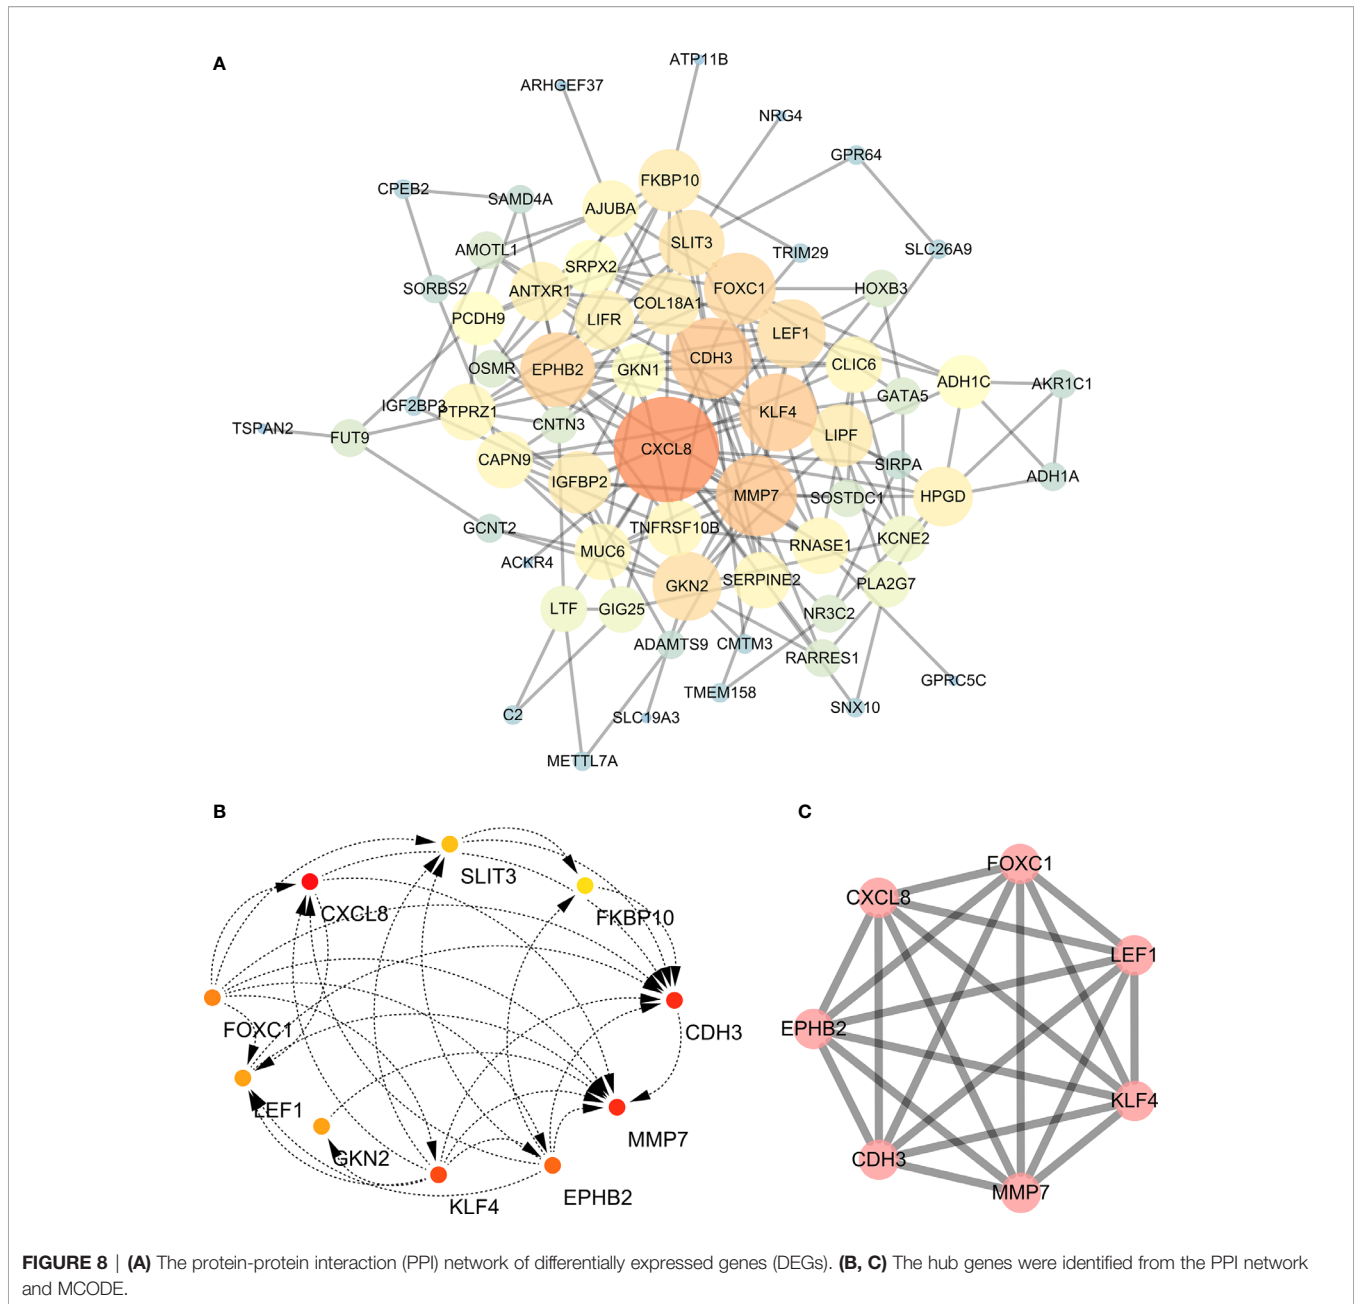 A
ATP11B
ARHGEF37
NRG4
GPR64
CPEB2
SAMD4A
FKBP10
AJUBA
AMOTL1
SLIT3
TRIM29
SLC26A9
SRPX2
SORBS2
ANTXR1
COL18A1
FOXC1
HOXB3
PCDH9
LIFR
LEF1
OSMR
EPHB2
GKN1
CDH3
CLIC6
ADH1C
AKR1C1
IGF2BP3
PTPRZ1
GATA5
TSPAN2
FUT9
CNTN3
KLF4
LIPF
CXCL8
CAPN9
SIRPA
ADH1A
IGFBP2
MMP7
SOSTDC1
HPGD
GCNT2
TNFRSF10B
ACKR4
MUC6
RNASE1
KCNE2
GKN2
SERPINE2
PLA2G7
LTF
GIG25
NR3C2
ADAMTS9
CMTM3
RARRES1
GPRC5C
TMEM158
C2
SLC19A3
SNX10
METTL7A
B
SLIT3
CXCL8
FKBP10
FOXC1
CDH3
LEF1
GKN2
MMP7
KLF4
EPHB2
C
FOXC1
CXCL8
LEF1
EPHB2
KLF4
CDH3
MMP7
FIGURE 8 | (A) The protein-protein interaction (PPI) network of differentially expressed genes (DEGs). (B, C) The hub genes were identified from the PPI network
and MCODE.